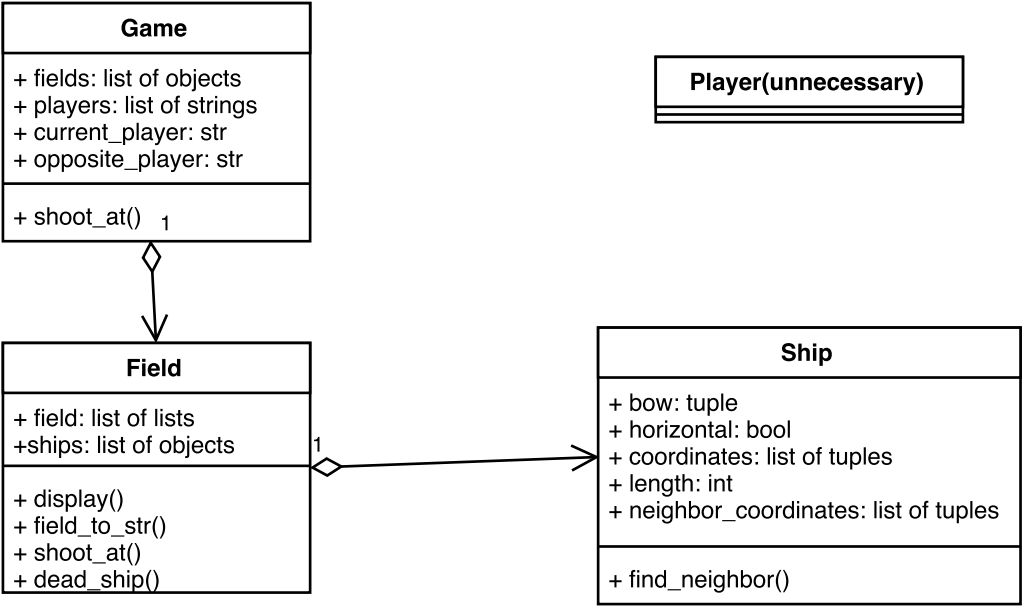 Game
+ fields: list of objects
+ players: list of strings
+ current_player: str
+ opposite_player: str
+ shoot_at()
1
Player(unnecessary)
Field
+ field: list of lists
+ships: list of objects
+ display()
+ field_to_str()
+ shoot_at()
+ dead_ship()
1
Ship
+ bow: tuple
+ horizontal: bool
+ coordinates: list of tuples
+ length: int
+ neighbor_coordinates: list of tuples
+ find_neighbor()